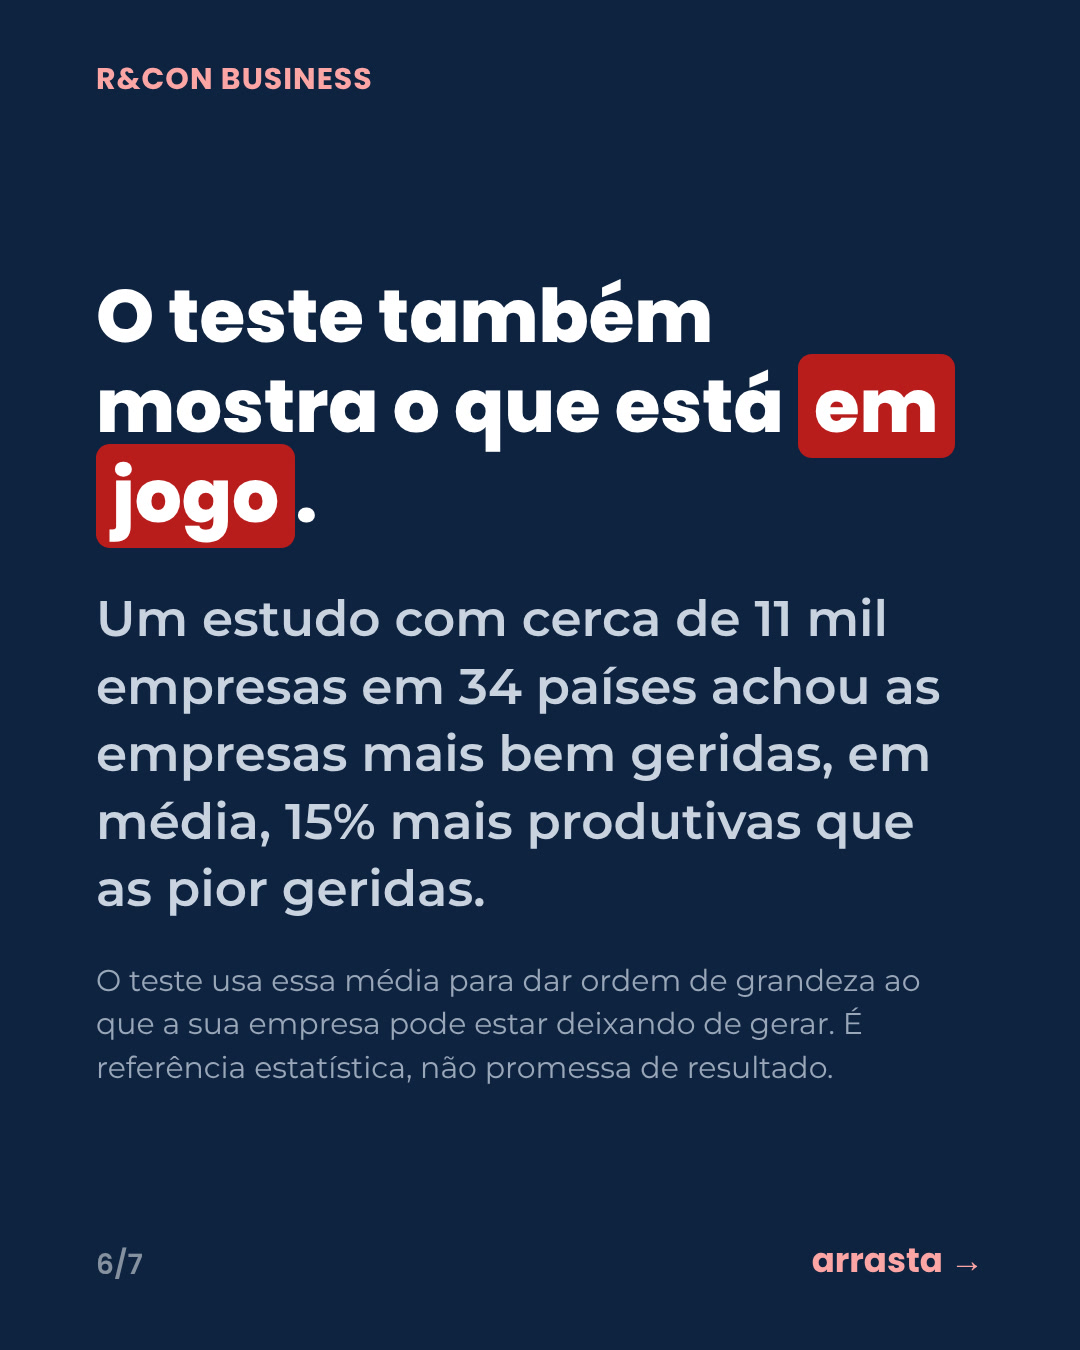 R&CON BUSINESS
O teste também
mostra o que está em
jogo.
Um estudo com cerca de 11 mil
empresas em 34 países achou as
empresas mais bem geridas, em
média, 15% mais produtivas que
as pior geridas.
O teste usa essa média para dar ordem de grandeza ao
que a sua empresa pode estar deixando de gerar. É
referência estatística, não promessa de resultado.
6/7
arrasta →